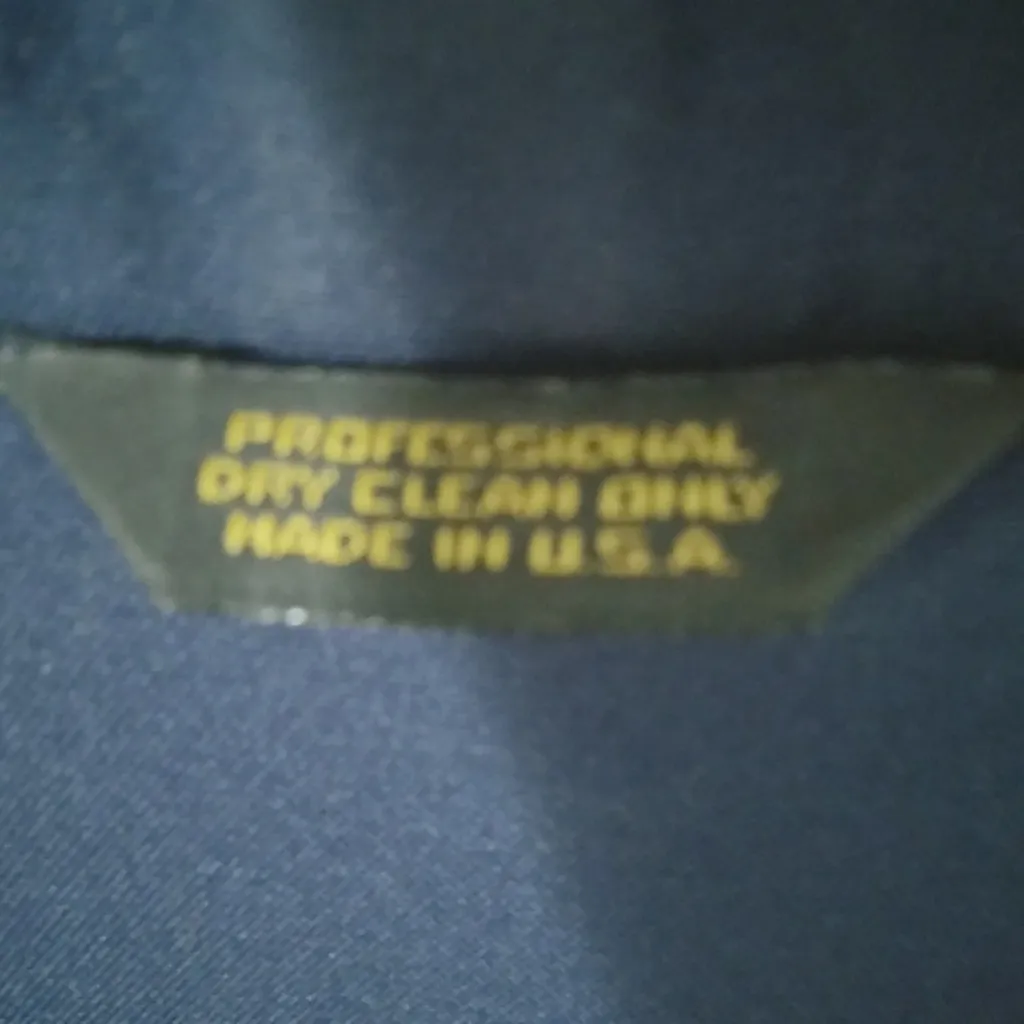 PROFESSIONAL
DRY CLEAN ONLY
MADE IN U.S.A.